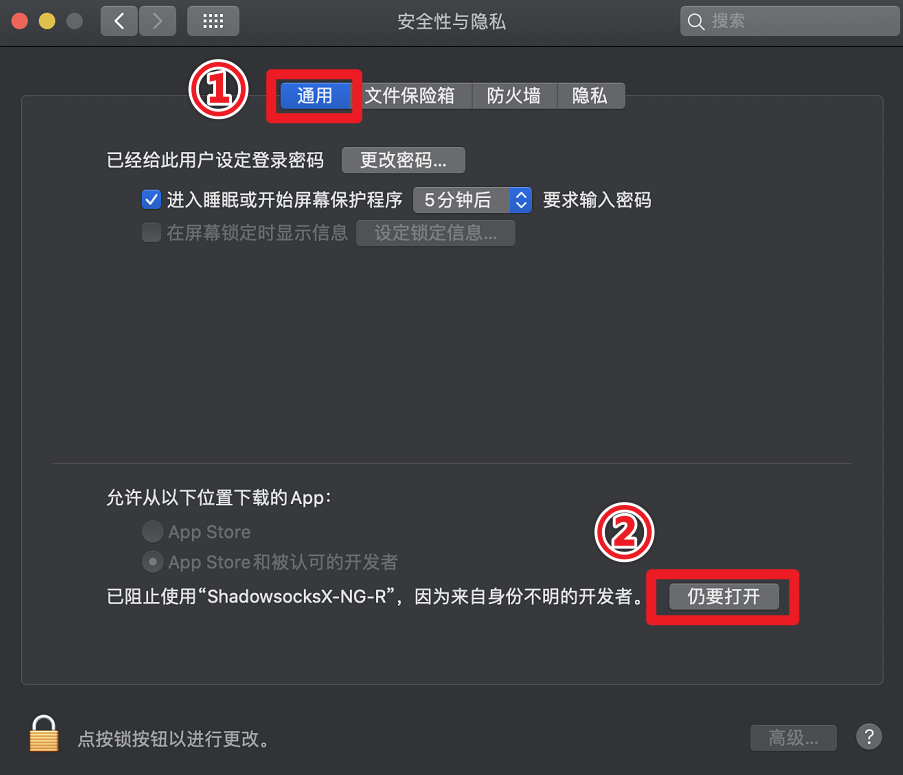 安全性与隐私
搜索
① 通用 文件保险箱 防火墙 隐私
已经给此用户设定登录密码 更改密码...
进入睡眠或开始屏幕保护程序 5分钟后 要求输入密码
在屏幕锁定时显示信息 设定锁定信息...
允许从以下位置下载的App：
App Store
②
App Store和被认可的开发者
已阻止使用“ShadowsocksX-NG-R”，因为来自身份不明的开发者。 仍要打开
点按锁按钮以进行更改。
高级... ?